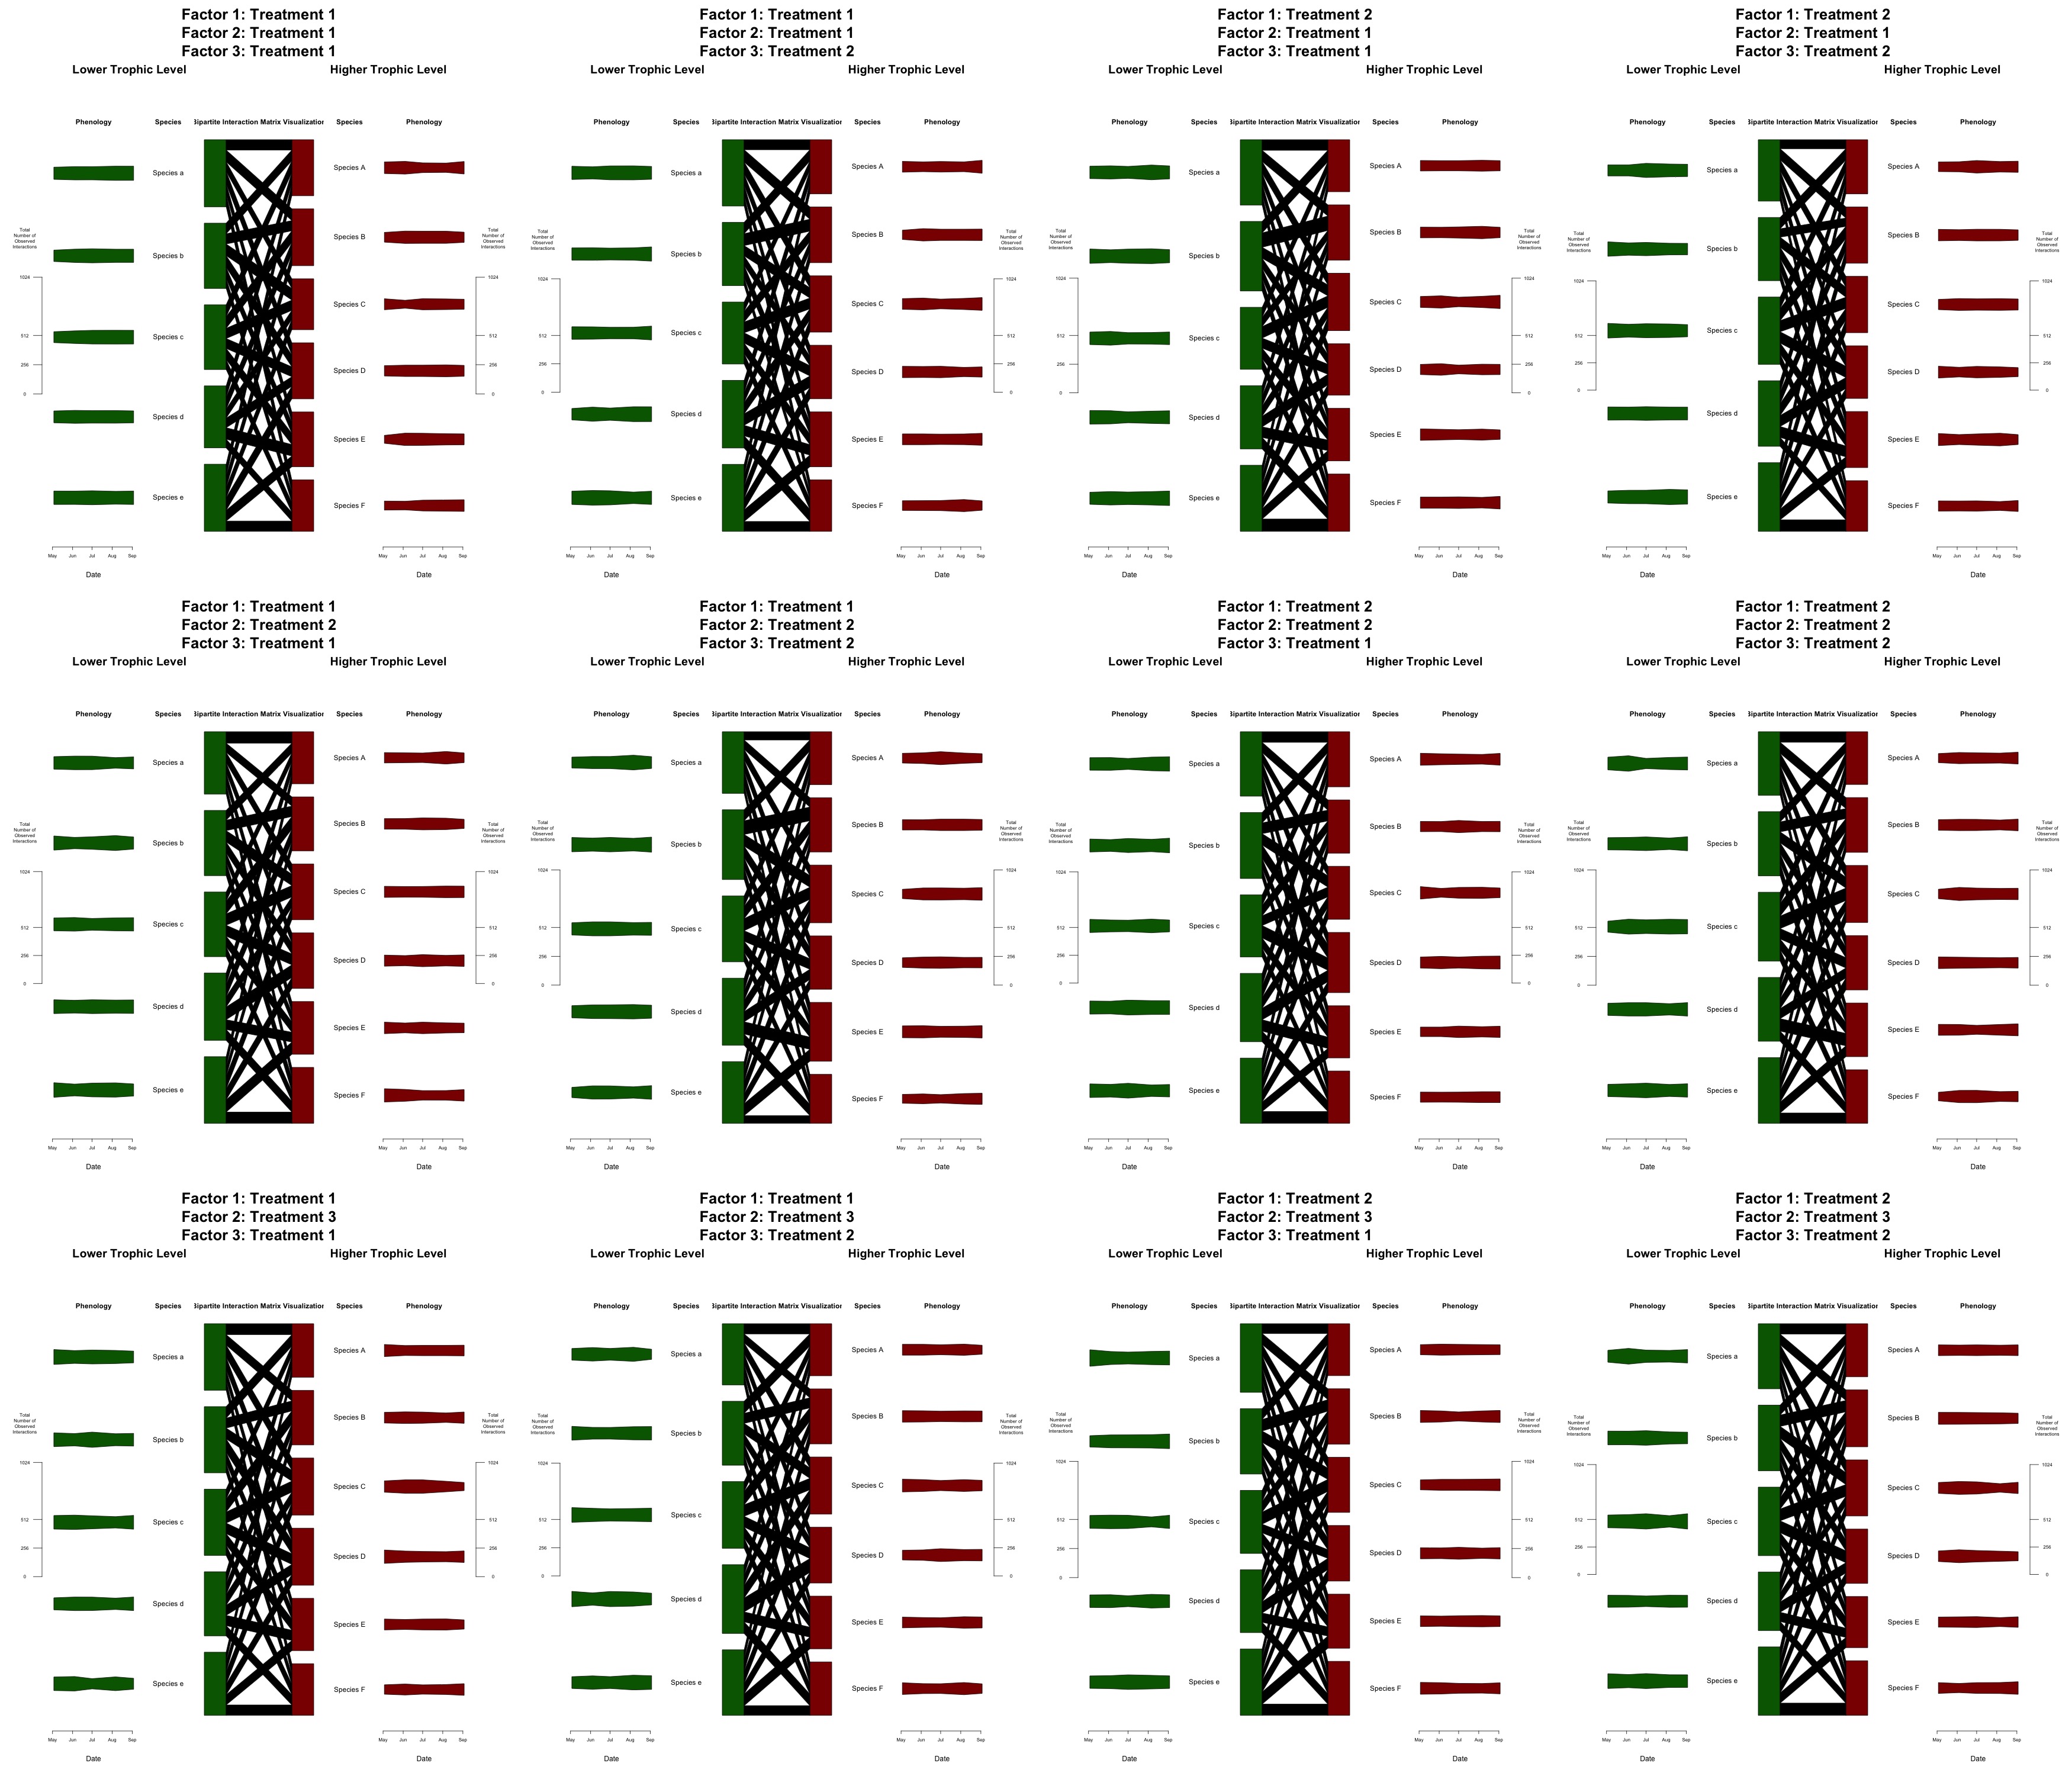 Factor 1: Treatment 1
Factor 2: Treatment 1
Factor 3: Treatment 1
Lower Trophic Level Higher Trophic Level
Phenology Species Bipartite Interaction Matrix Visualization Species Phenology
Species a
Species b
Species c
Species d
Species e
Species A
Species B
Species C
Species D
Species E
Species F
Total
Number of
Observed
Interactions
1024
512
256
0
Total
Number of
Observed
Interactions
1024
512
256
0
May Jun Jul Aug Sep
Date
May Jun Jul Aug Sep
Date
Factor 1: Treatment 1
Factor 2: Treatment 1
Factor 3: Treatment 2
Lower Trophic Level Higher Trophic Level
Phenology Species Bipartite Interaction Matrix Visualization Species Phenology
Species a
Species b
Species c
Species d
Species e
Species A
Species B
Species C
Species D
Species E
Species F
Total
Number of
Observed
Interactions
1024
512
256
0
Total
Number of
Observed
Interactions
1024
512
256
0
May Jun Jul Aug Sep
Date
May Jun Jul Aug Sep
Date
Factor 1: Treatment 2
Factor 2: Treatment 1
Factor 3: Treatment 1
Lower Trophic Level Higher Trophic Level
Phenology Species Bipartite Interaction Matrix Visualization Species Phenology
Species a
Species b
Species c
Species d
Species e
Species A
Species B
Species C
Species D
Species E
Species F
Total
Number of
Observed
Interactions
1024
512
256
0
Total
Number of
Observed
Interactions
1024
512
256
0
May Jun Jul Aug Sep
Date
May Jun Jul Aug Sep
Date
Factor 1: Treatment 2
Factor 2: Treatment 1
Factor 3: Treatment 2
Lower Trophic Level Higher Trophic Level
Phenology Species Bipartite Interaction Matrix Visualization Species Phenology
Species a
Species b
Species c
Species d
Species e
Species A
Species B
Species C
Species D
Species E
Species F
Total
Number of
Observed
Interactions
1024
512
256
0
Total
Number of
Observed
Interactions
1024
512
256
0
May Jun Jul Aug Sep
Date
May Jun Jul Aug Sep
Date
Factor 1: Treatment 1
Factor 2: Treatment 2
Factor 3: Treatment 1
Lower Trophic Level Higher Trophic Level
Phenology Species Bipartite Interaction Matrix Visualization Species Phenology
Species a
Species b
Species c
Species d
Species e
Species A
Species B
Species C
Species D
Species E
Species F
Total
Number of
Observed
Interactions
1024
512
256
0
Total
Number of
Observed
Interactions
1024
512
256
0
May Jun Jul Aug Sep
Date
May Jun Jul Aug Sep
Date
Factor 1: Treatment 1
Factor 2: Treatment 2
Factor 3: Treatment 2
Lower Trophic Level Higher Trophic Level
Phenology Species Bipartite Interaction Matrix Visualization Species Phenology
Species a
Species b
Species c
Species d
Species e
Species A
Species B
Species C
Species D
Species E
Species F
Total
Number of
Observed
Interactions
1024
512
256
0
Total
Number of
Observed
Interactions
1024
512
256
0
May Jun Jul Aug Sep
Date
May Jun Jul Aug Sep
Date
Factor 1: Treatment 2
Factor 2: Treatment 2
Factor 3: Treatment 1
Lower Trophic Level Higher Trophic Level
Phenology Species Bipartite Interaction Matrix Visualization Species Phenology
Species a
Species b
Species c
Species d
Species e
Species A
Species B
Species C
Species D
Species E
Species F
Total
Number of
Observed
Interactions
1024
512
256
0
Total
Number of
Observed
Interactions
1024
512
256
0
May Jun Jul Aug Sep
Date
May Jun Jul Aug Sep
Date
Factor 1: Treatment 2
Factor 2: Treatment 2
Factor 3: Treatment 2
Lower Trophic Level Higher Trophic Level
Phenology Species Bipartite Interaction Matrix Visualization Species Phenology
Species a
Species b
Species c
Species d
Species e
Species A
Species B
Species C
Species D
Species E
Species F
Total
Number of
Observed
Interactions
1024
512
256
0
Total
Number of
Observed
Interactions
1024
512
256
0
May Jun Jul Aug Sep
Date
May Jun Jul Aug Sep
Date
Factor 1: Treatment 1
Factor 2: Treatment 3
Factor 3: Treatment 1
Lower Trophic Level Higher Trophic Level
Phenology Species Bipartite Interaction Matrix Visualization Species Phenology
Species a
Species b
Species c
Species d
Species e
Species A
Species B
Species C
Species D
Species E
Species F
Total
Number of
Observed
Interactions
1024
512
256
0
Total
Number of
Observed
Interactions
1024
512
256
0
May Jun Jul Aug Sep
Date
May Jun Jul Aug Sep
Date
Factor 1: Treatment 1
Factor 2: Treatment 3
Factor 3: Treatment 2
Lower Trophic Level Higher Trophic Level
Phenology Species Bipartite Interaction Matrix Visualization Species Phenology
Species a
Species b
Species c
Species d
Species e
Species A
Species B
Species C
Species D
Species E
Species F
Total
Number of
Observed
Interactions
1024
512
256
0
Total
Number of
Observed
Interactions
1024
512
256
0
May Jun Jul Aug Sep
Date
May Jun Jul Aug Sep
Date
Factor 1: Treatment 2
Factor 2: Treatment 3
Factor 3: Treatment 1
Lower Trophic Level Higher Trophic Level
Phenology Species Bipartite Interaction Matrix Visualization Species Phenology
Species a
Species b
Species c
Species d
Species e
Species A
Species B
Species C
Species D
Species E
Species F
Total
Number of
Observed
Interactions
1024
512
256
0
Total
Number of
Observed
Interactions
1024
512
256
0
May Jun Jul Aug Sep
Date
May Jun Jul Aug Sep
Date
Factor 1: Treatment 2
Factor 2: Treatment 3
Factor 3: Treatment 2
Lower Trophic Level Higher Trophic Level
Phenology Species Bipartite Interaction Matrix Visualization Species Phenology
Species a
Species b
Species c
Species d
Species e
Species A
Species B
Species C
Species D
Species E
Species F
Total
Number of
Observed
Interactions
1024
512
256
0
Total
Number of
Observed
Interactions
1024
512
256
0
May Jun Jul Aug Sep
Date
May Jun Jul Aug Sep
Date